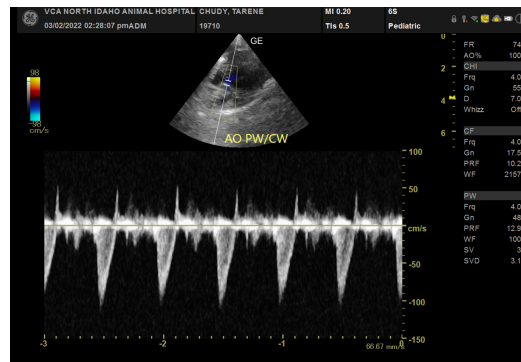 VCA NORTH IDAHO ANIMAL HOSPITAL CHUDY, TARENE MI 0.20 6S
03/02/2022 02:28:07 pmADM 19710 TIs 0.5 Pediatric
GE
98
-98
cm/s
0
2
4
6
AO PW/CW
FR 74
AO% 100
CHI
Frq 4.0
Gn 55
D 7.0
Whizz Off
CF
Frq 4.0
Gn 17.5
PRF 10.2
WF 2157
PW
Frq 4.0
Gn 48
PRF 12.9
WF 100
SV 3
SVD 3.1
100
50
cm/s
-50
-100
-150
-3 -2 -1 0
66.67 mm/s